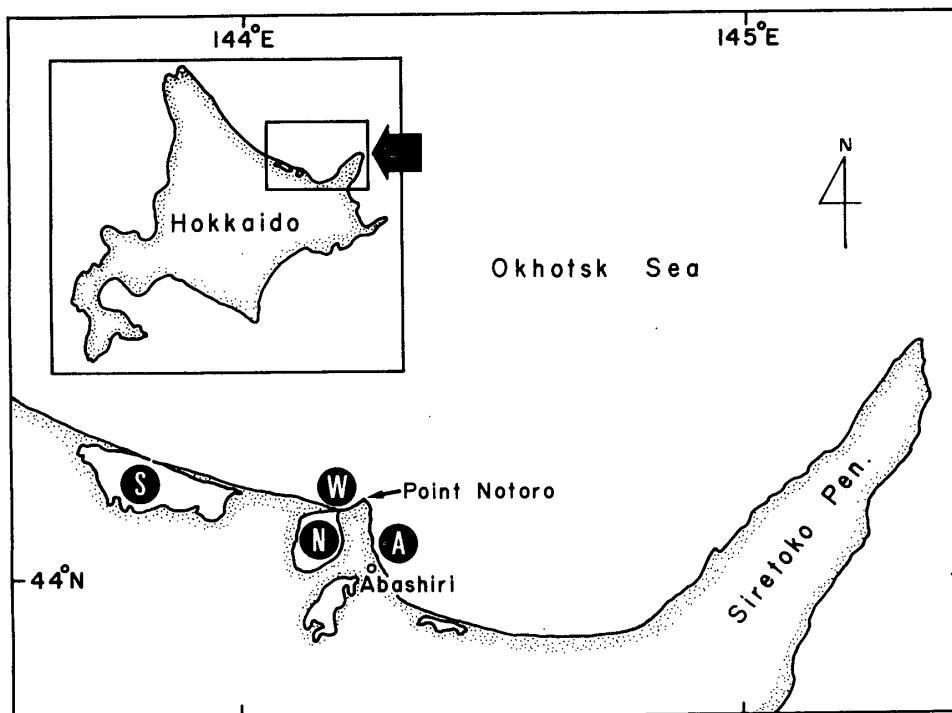 144°E
145°E
N
Hokkaido
Okhotsk Sea
S
W
Point Notoro
N
A
44°N
Abashiri
Siretoko Pen.